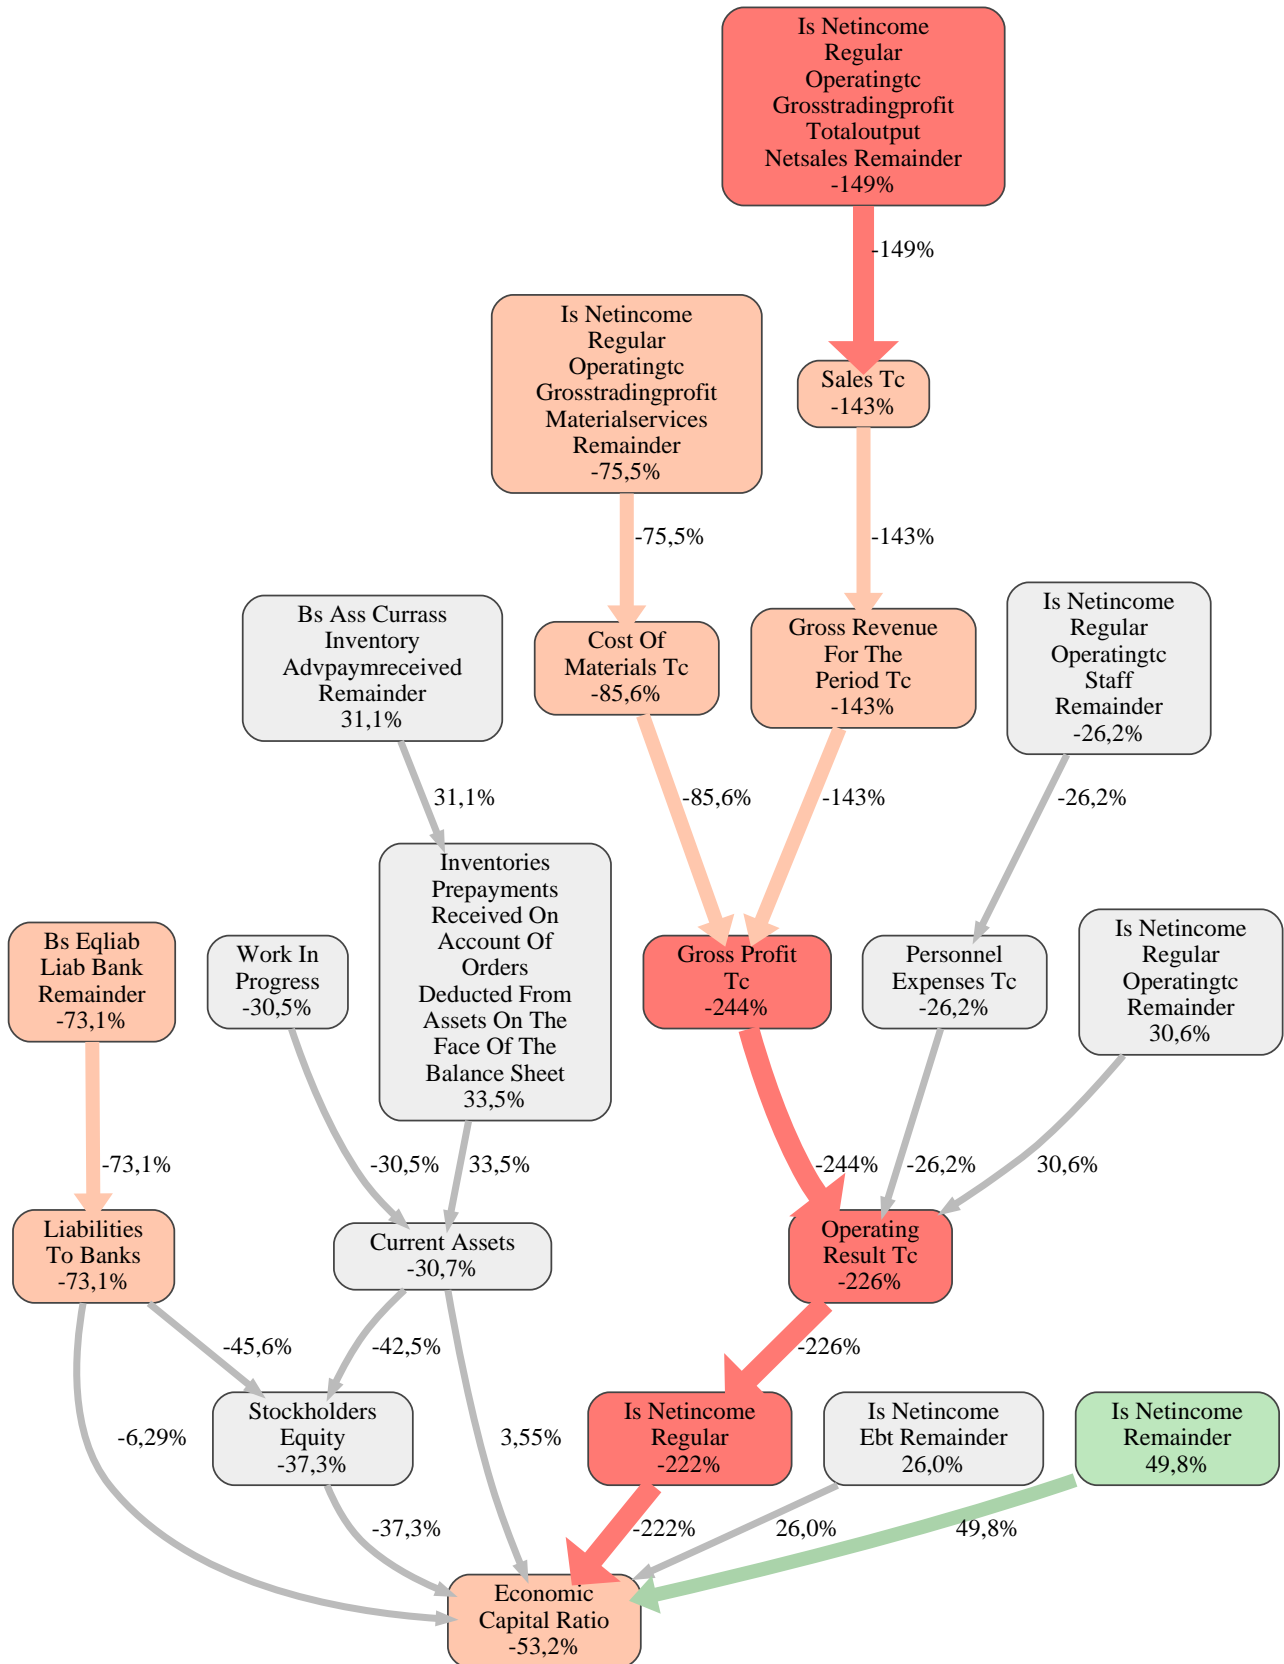 Is Netincome
Regular
Operatingtc
Grosstradingprofit
Totaloutput
Netsales Remainder
-149%
-149%
Is Netincome
Regular
Operatingtc
Grosstradingprofit
Materialservices
Remainder
-75,5%
Sales Tc
-143%
-75,5%
-143%
Bs Ass Currass
Inventory
Advpaymreceived
Remainder
31,1%
Cost Of
Materials Tc
-85,6%
Gross Revenue
For The
Period Tc
-143%
Is Netincome
Regular
Operatingtc
Staff
Remainder
-26,2%
31,1%
-85,6%
-143%
-26,2%
Bs Eqliab
Liab Bank
Remainder
-73,1%
Work In
Progress
-30,5%
Inventories
Prepayments
Received On
Account Of
Orders
Deducted From
Assets On The
Face Of The
Balance Sheet
33,5%
Gross Profit
Tc
-244%
Personnel
Expenses Tc
-26,2%
Is Netincome
Regular
Operatingtc
Remainder
30,6%
-73,1%
-30,5%
33,5%
-244%
-26,2%
30,6%
Liabilities
To Banks
-73,1%
Current Assets
-30,7%
Operating
Result Tc
-226%
-45,6%
-42,5%
-226%
Stockholders
Equity
-37,3%
Is Netincome
Regular
-222%
Is Netincome
Ebt Remainder
26,0%
Is Netincome
Remainder
49,8%
-6,29%
3,55%
-37,3%
-222%
26,0%
49,8%
Economic
Capital Ratio
-53,2%